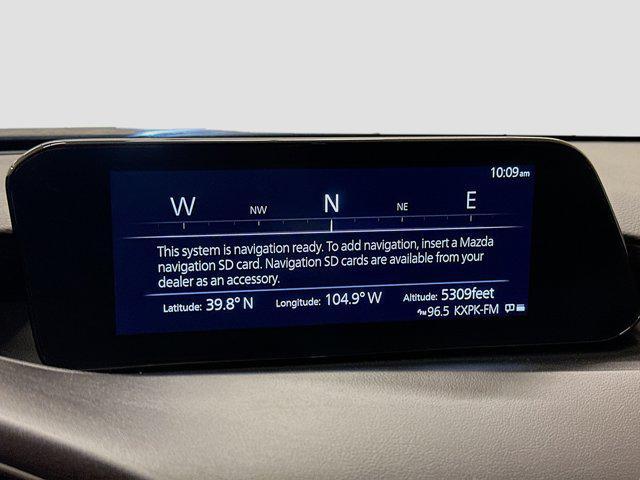 10:09am
W NW N NE E
This system is navigation ready. To add navigation, insert a Mazda
navigation SD card. Navigation SD cards are available from your
dealer as an accessory.
Latitude: 39.8° N Longitude: 104.9° W Altitude: 5309feet
96.5 KXPK-FM